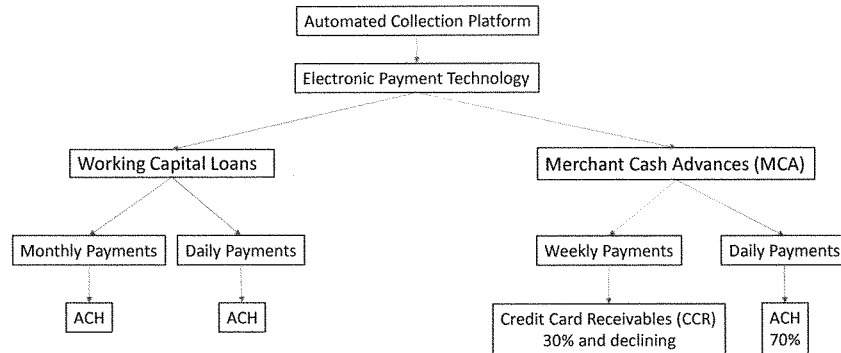 Automated Collection Platform
Electronic Payment Technology
Working Capital Loans
Merchant Cash Advances (MCA)
Monthly Payments
Daily Payments
Weekly Payments
Daily Payments
ACH
ACH
Credit Card Receivables (CCR)
30% and declining
ACH
70%